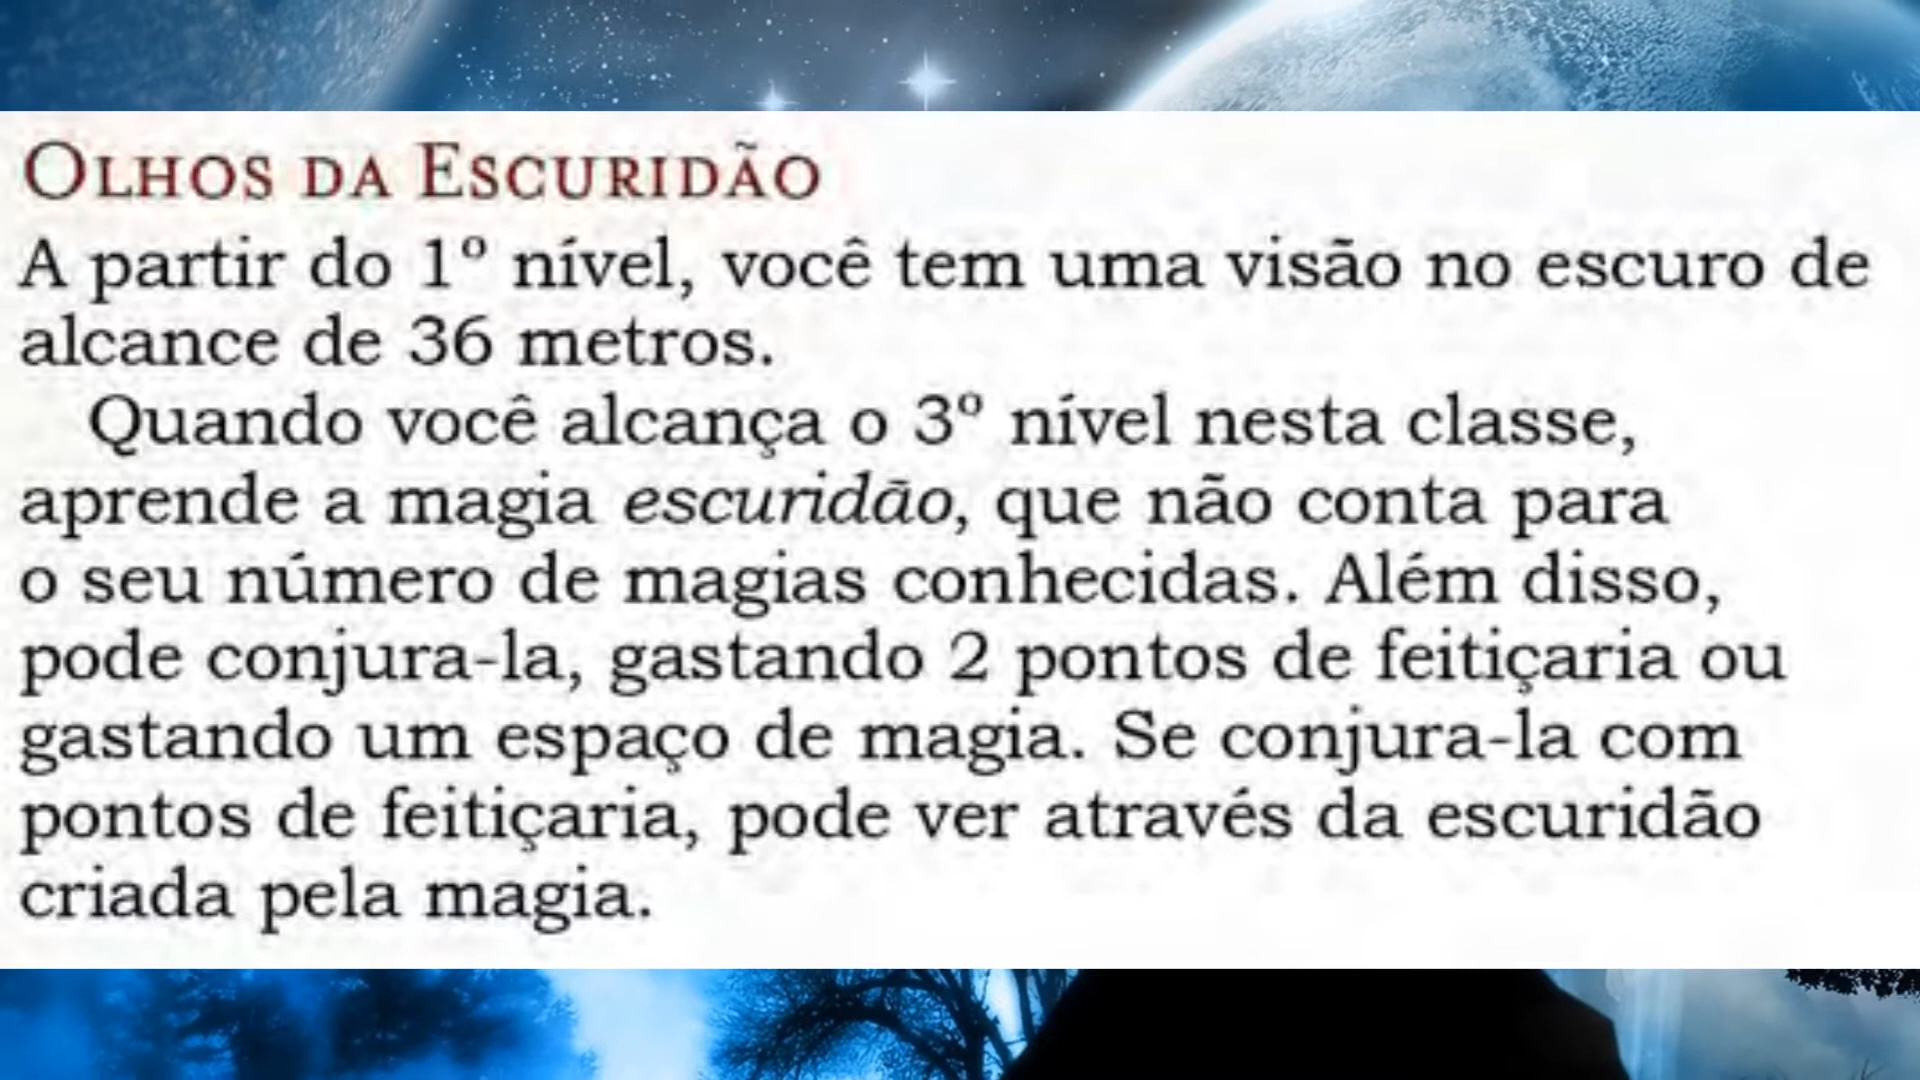 OLHOS DA ESCURIDÃO
A partir do 1º nível, você tem uma visão no escuro de
alcance de 36 metros.
Quando você alcança o 3º nível nesta classe,
aprende a magia escuridão, que não conta para
o seu número de magias conhecidas. Além disso,
pode conjura-la, gastando 2 pontos de feitiçaria ou
gastando um espaço de magia. Se conjura-la com
pontos de feitiçaria, pode ver através da escuridão
criada pela magia.